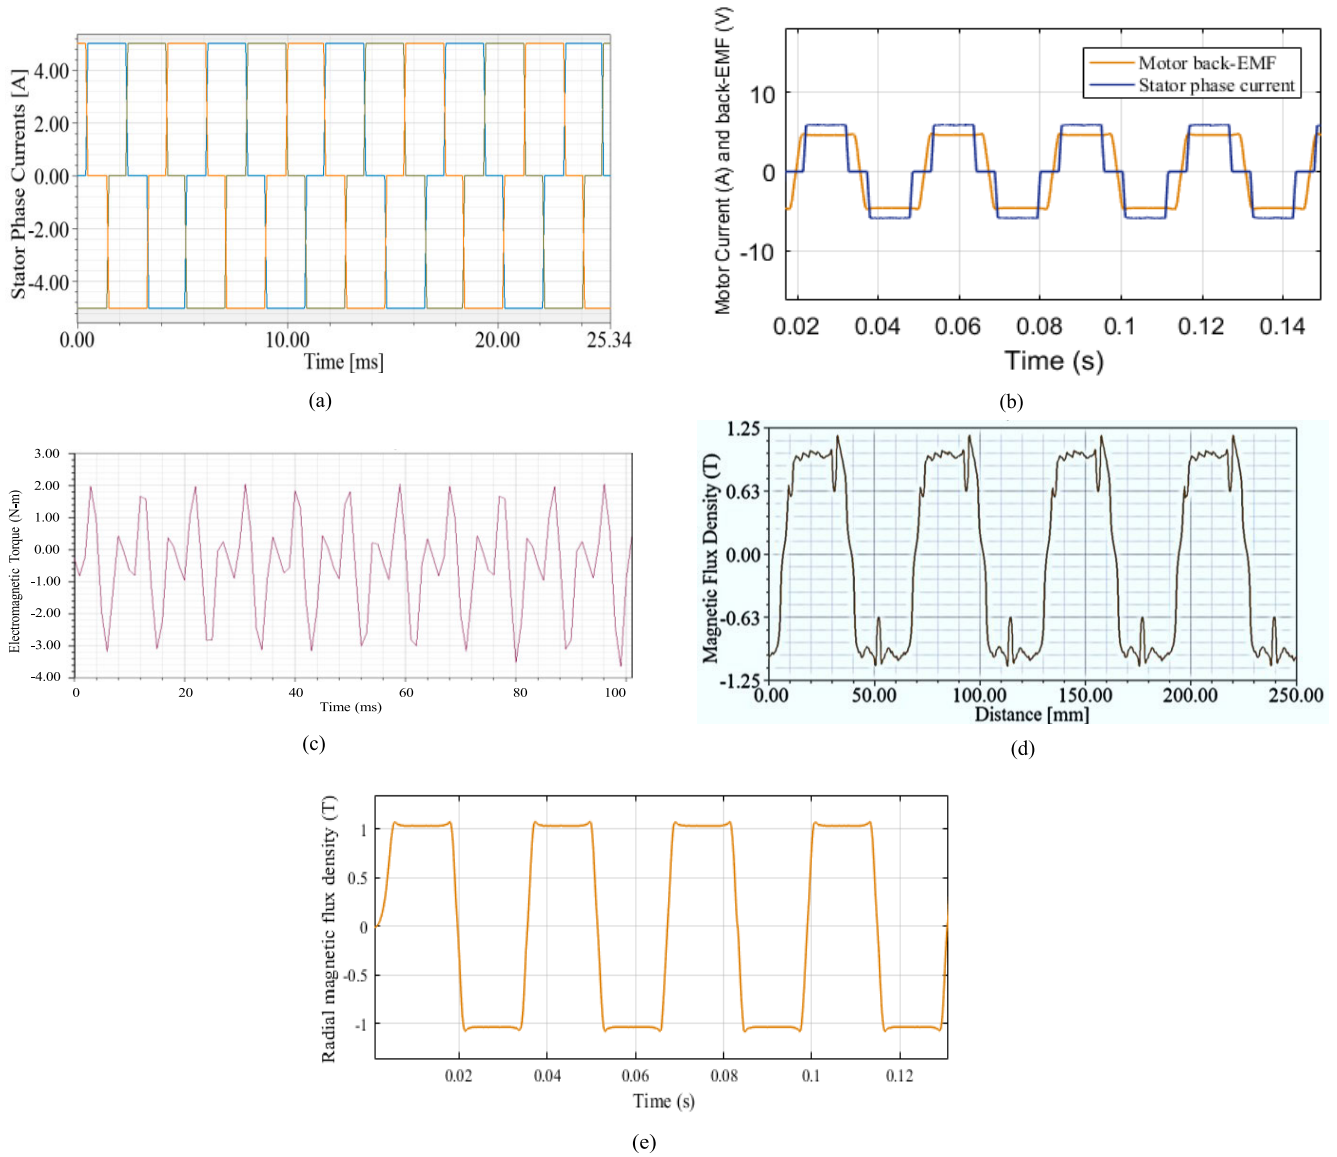 Stator Phase Currents [A]
4.00
2.00
0.00
-2.00
-4.00
0.00 10.00 20.00 25.34
Time [ms]
(a)
Motor Current (A) and back-EMF (V)
Motor back-EMF
Stator phase current
10
0
-10
0.02 0.04 0.06 0.08 0.1 0.12 0.14
Time (s)
(b)
Electromagnetic Torque (N-m)
3.00
2.00
1.00
0.00
-1.00
-2.00
-3.00
-4.00
0 20 40 60 80 100
Time (ms)
(c)
Magnetic Flux Density (T)
1.25
0.63
0.00
-0.63
-1.25
0.00 50.00 100.00 150.00 200.00 250.00
Distance [mm]
(d)
Radial magnetic flux density (T)
1
0.5
0
-0.5
-1
0.02 0.04 0.06 0.08 0.1 0.12
Time (s)
(e)